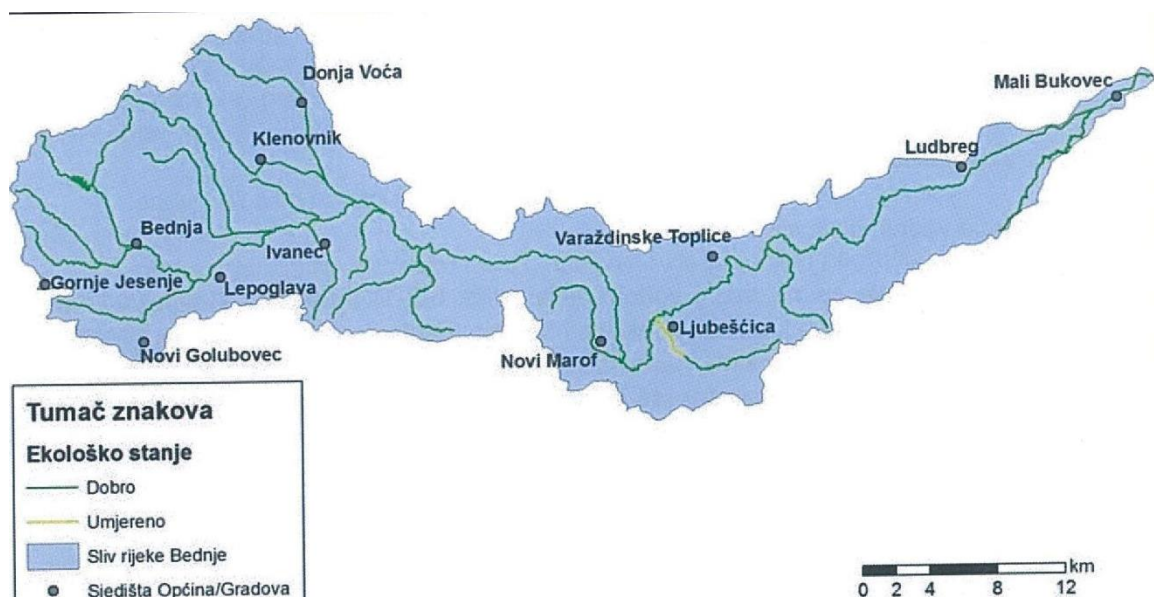 Donja Voća
Mali Bukovec
Klenovnik
Ludbreg
Bednja
Varaždinske Toplice
Ivanec
Gornje Jesenje
Lepoglava
Ljubešćica
Novi Golubovec
Novi Marof
Tumač znakova
Ekološko stanje
Dobro
Umjereno
Sliv rijeke Bednje
Sjedišta Općina/Gradova
km
0 2 4 8 12